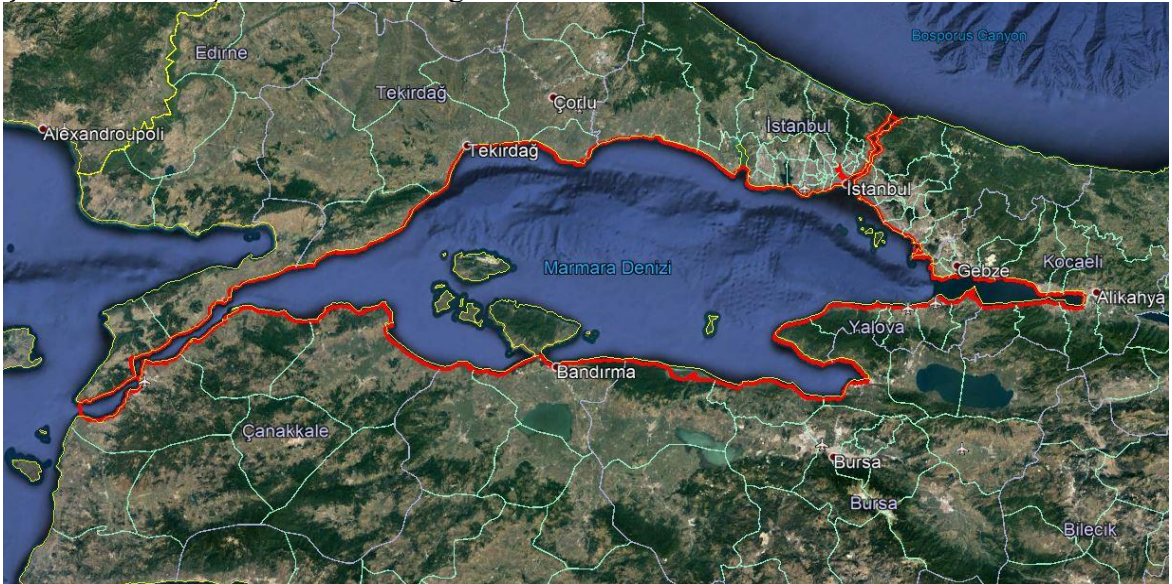 Bosporus Canyon
Edirne
Tekirdağ
Çorlu
İstanbul
Alexandroupoli
Tekirdağ
İstanbul
Marmara Denizi
Gebze
Kocaeli
Alikahya
Yalova
Bandırma
Çanakkale
Bursa
Bursa
Bilecik